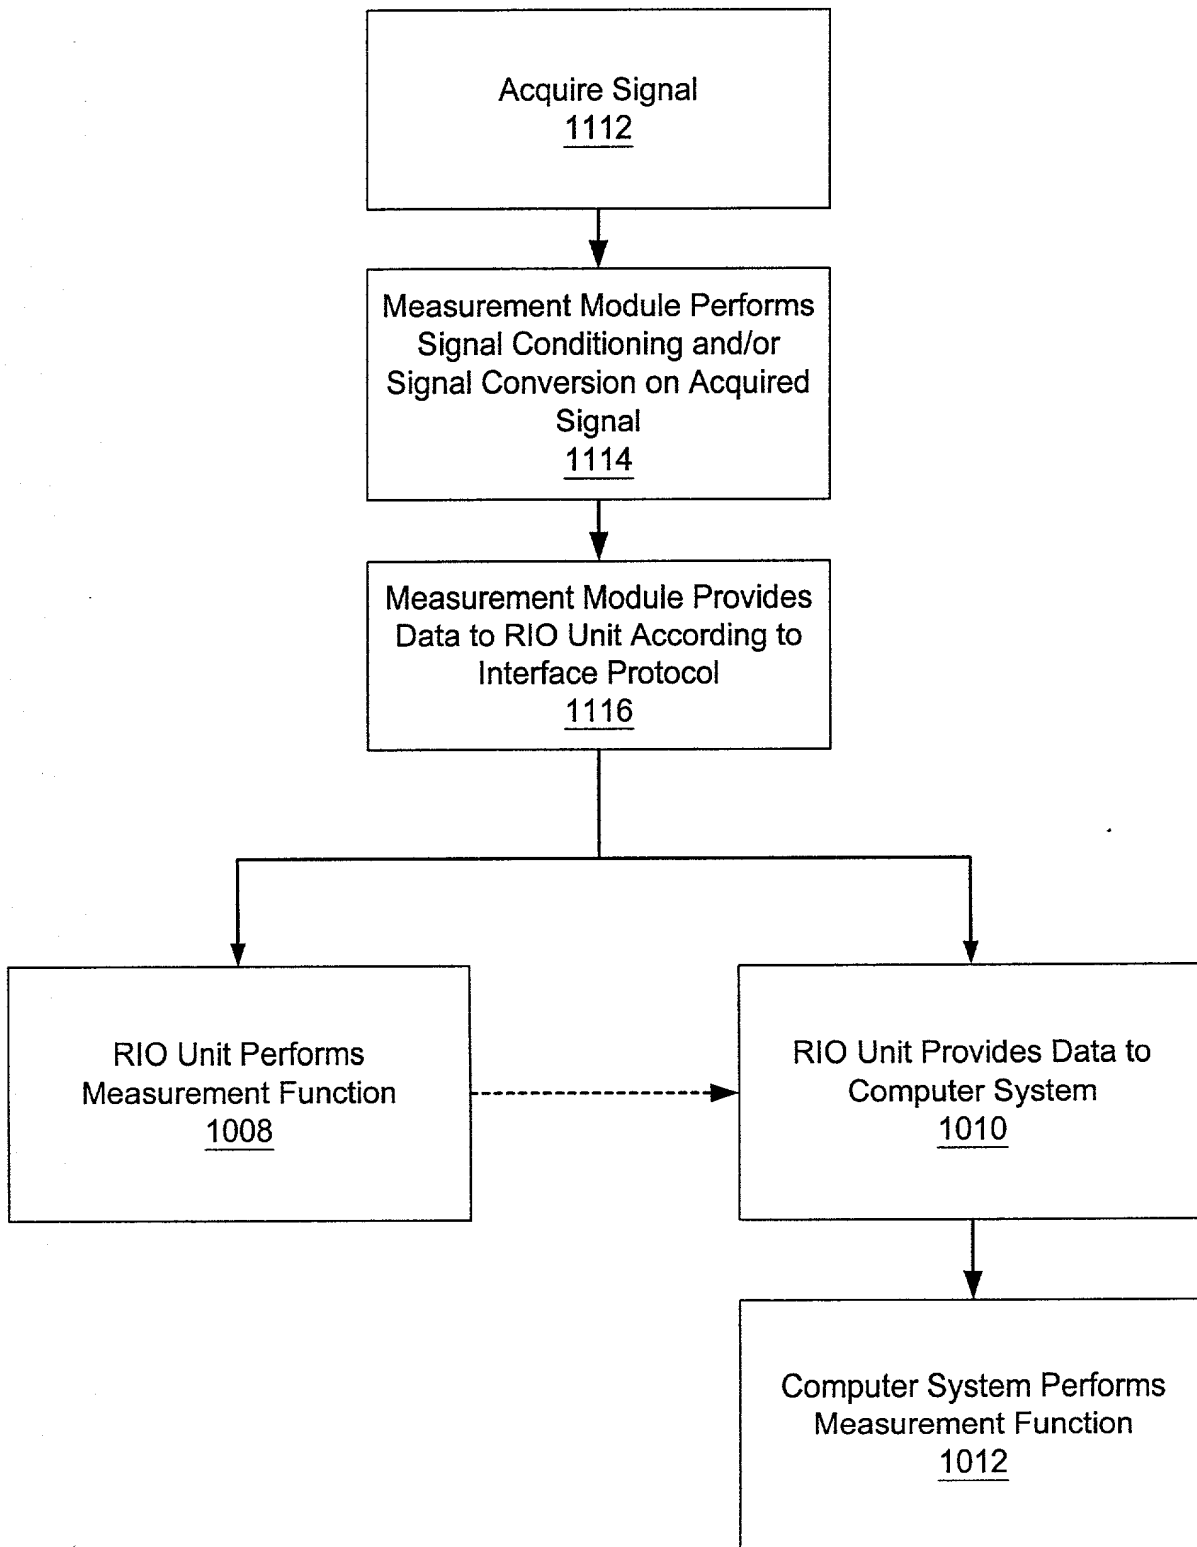 Acquire Signal
1112
Measurement Module Performs
Signal Conditioning and/or
Signal Conversion on Acquired
Signal
1114
Measurement Module Provides
Data to RIO Unit According to
Interface Protocol
1116
RIO Unit Performs
Measurement Function
1008
RIO Unit Provides Data to
Computer System
1010
Computer System Performs
Measurement Function
1012